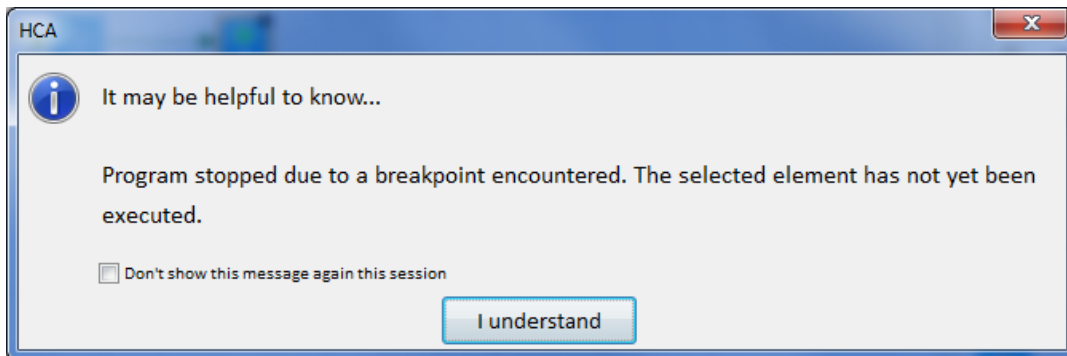 HCA
It may be helpful to know...
Program stopped due to a breakpoint encountered. The selected element has not yet been
executed.
Don't show this message again this session
I understand